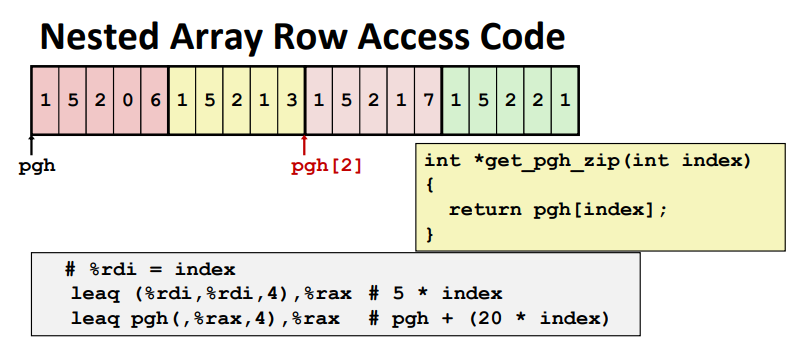 Nested Array Row Access Code
1 5 2 0 6 1 5 2 1 3 1 5 2 1 7 1 5 2 2 1
pgh pgh[2]
int *get_pgh_zip(int index)
{
return pgh[index];
}
# %rdi = index
leaq (%rdi,%rdi,4),%rax # 5 * index
leaq pgh(,%rax,4),%rax # pgh + (20 * index)